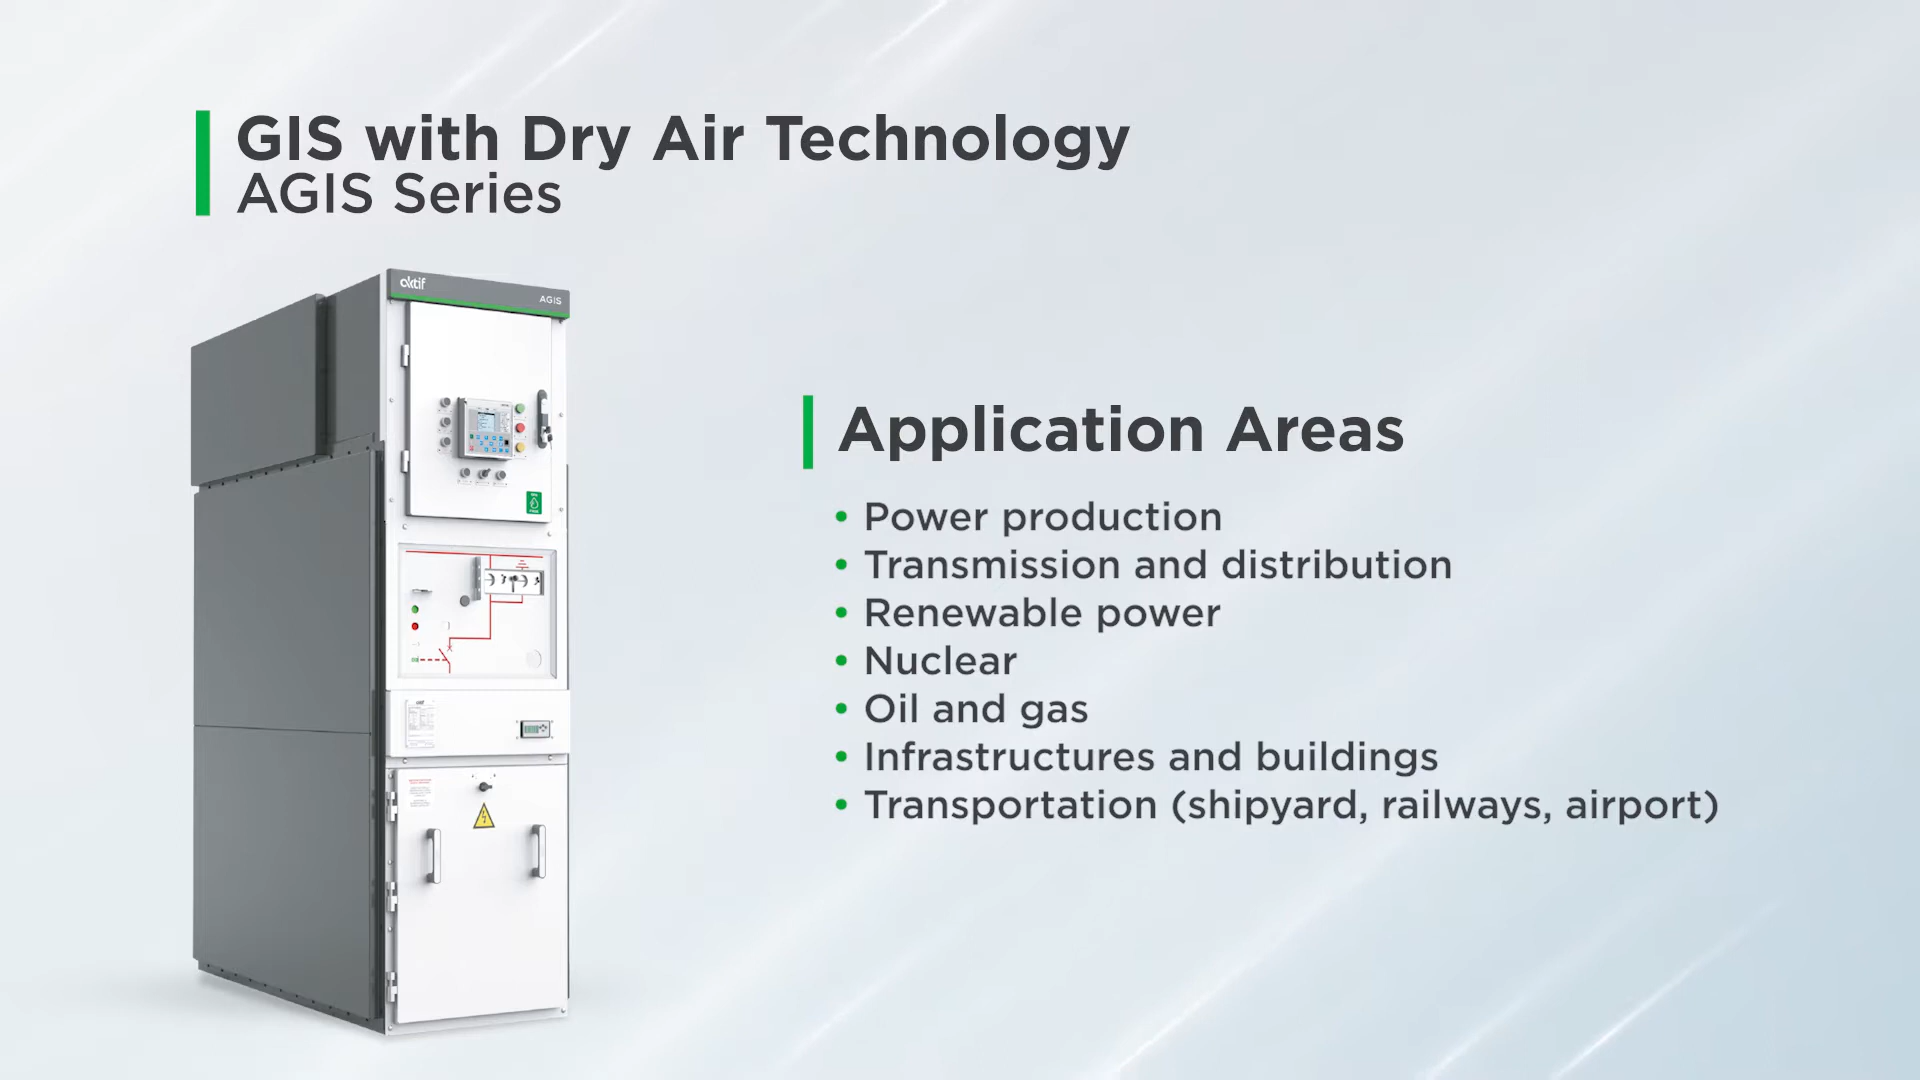 GIS with Dry Air Technology
AGIS Series
aktif
AGIS
Application Areas
• Power production
• Transmission and distribution
• Renewable power
• Nuclear
• Oil and gas
• Infrastructures and buildings
• Transportation (shipyard, railways, airport)